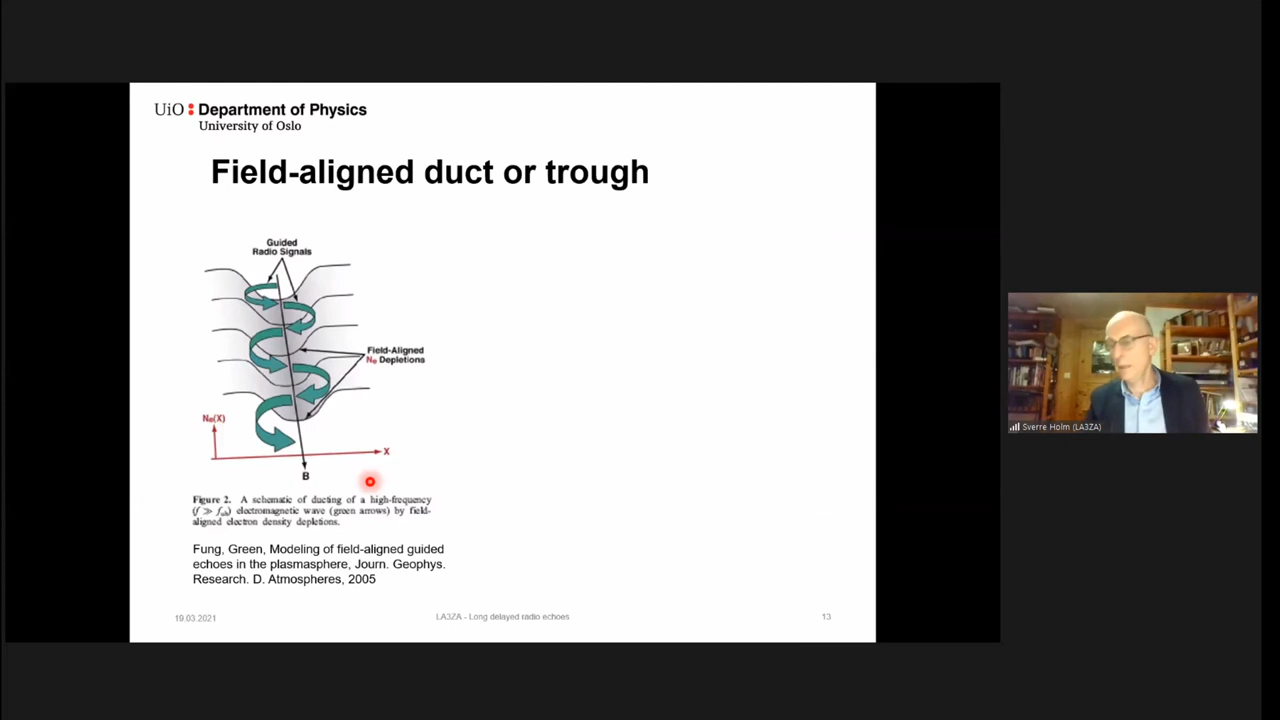 UiO Department of Physics
University of Oslo
Field-aligned duct or trough
Guided
Radio Signals
Field-Aligned
Ne Depletions
Ne(X)
X
B
Figure 2. A schematic of ducting of a high-frequency
(f ≫ fuh) electromagnetic wave (green arrows) by field-
aligned electron density depletions.
Fung, Green, Modeling of field-aligned guided
echoes in the plasmasphere, Journ. Geophys.
Research. D. Atmospheres, 2005
19.03.2021
LA3ZA - Long delayed radio echoes
13
Sverre Holm (LA3ZA)